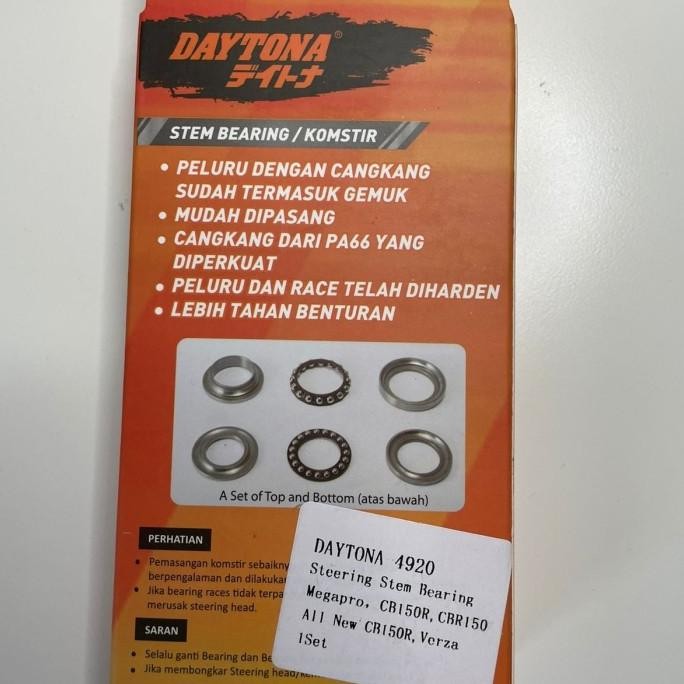 DAYTONA®
デイトナ
STEM BEARING / KOMSTIR
• PELURU DENGAN CANGKANG
SUDAH TERMASUK GEMUK
• MUDAH DIPASANG
• CANGKANG DARI PA66 YANG
DIPERKUAT
• PELURU DAN RACE TELAH DIHARDEN
• LEBIH TAHAN BENTURAN
A Set of Top and Bottom (atas bawah)
PERHATIAN
• Pemasangan komstir sebaikny
berpengalaman dan dilakuka
• Jika bearing races tidak terpa
merusak steering head.
SARAN
• Selalu ganti Bearing dan Be
• Jika membongkar Steering head/
DAYTONA 4920
Steering Stem Bearing
Megapro, CB150R, CBR150
All New CB150R, Verza
1Set